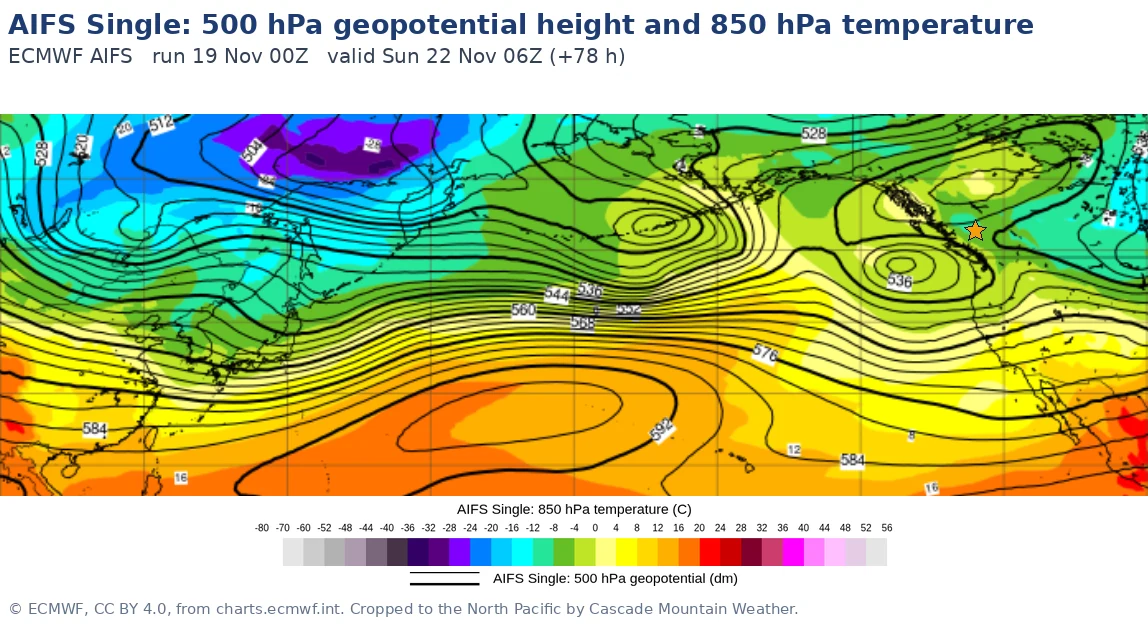 AIFS Single: 500 hPa geopotential height and 850 hPa temperature
ECMWF AIFS   run 19 Nov 00Z   valid Sun 22 Nov 06Z (+78 h)
20 512 528
528 520 504 -28
-16
536
544 536
560 552
568
576
592
584 8
12 584
16 16
AIFS Single: 850 hPa temperature (C)
-80 -70 -60 -52 -48 -44 -40 -36 -32 -28 -24 -20 -16 -12 -8 -4 0 4 8 12 16 20 24 28 32 36 40 44 48 52 56
AIFS Single: 500 hPa geopotential (dm)
© ECMWF, CC BY 4.0, from charts.ecmwf.int. Cropped to the North Pacific by Cascade Mountain Weather.